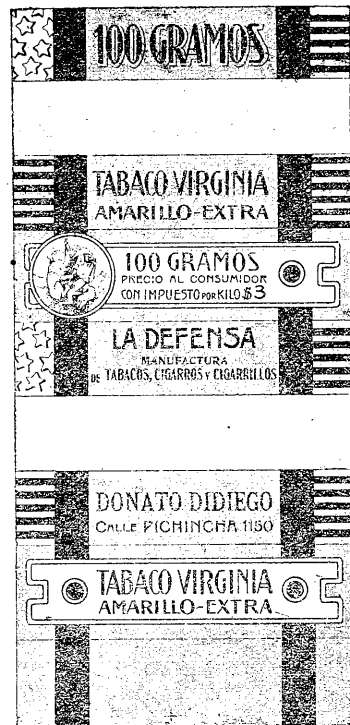 100 GRAMOS
TABACO VIRGINIA
AMARILLO-EXTRA
100 GRAMOS
PRECIO AL CONSUMIDOR
CON IMPUESTO POR KILO $3
LA DEFENSA
MANUFACTURA
DE TABACOS, CIGARROS Y CIGARRILLOS
DONATO DIDIEGO
CALLE PICHINCHA 1150
TABACO VIRGINIA
AMARILLO-EXTRA